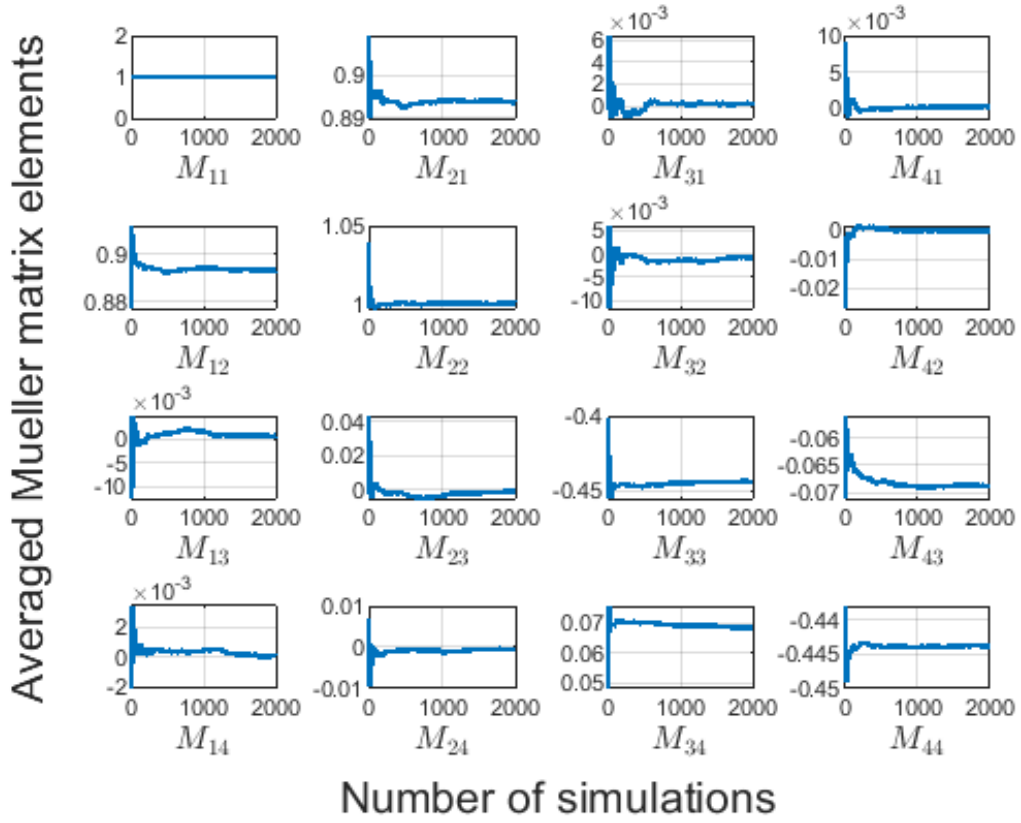 Averaged Mueller matrix elements
2
1
0
0 1000 2000
M11
0.9
0.89
0 1000 2000
M21
×10-3
6
4
2
0
0 1000 2000
M31
×10-3
10
5
0
0 1000 2000
M41
0.9
0.88
0 1000 2000
M12
1.05
1
0 1000 2000
M22
×10-3
5
0
-5
-10
0 1000 2000
M32
0
-0.01
-0.02
0 1000 2000
M42
×10-3
0
-5
-10
0 1000 2000
M13
0.04
0.02
0
0 1000 2000
M23
-0.4
-0.45
0 1000 2000
M33
-0.06
-0.065
-0.07
0 1000 2000
M43
×10-3
2
0
-2
0 1000 2000
M14
0.01
0
-0.01
0 1000 2000
M24
0.07
0.06
0.05
0 1000 2000
M34
-0.44
-0.445
-0.45
0 1000 2000
M44
Number of simulations